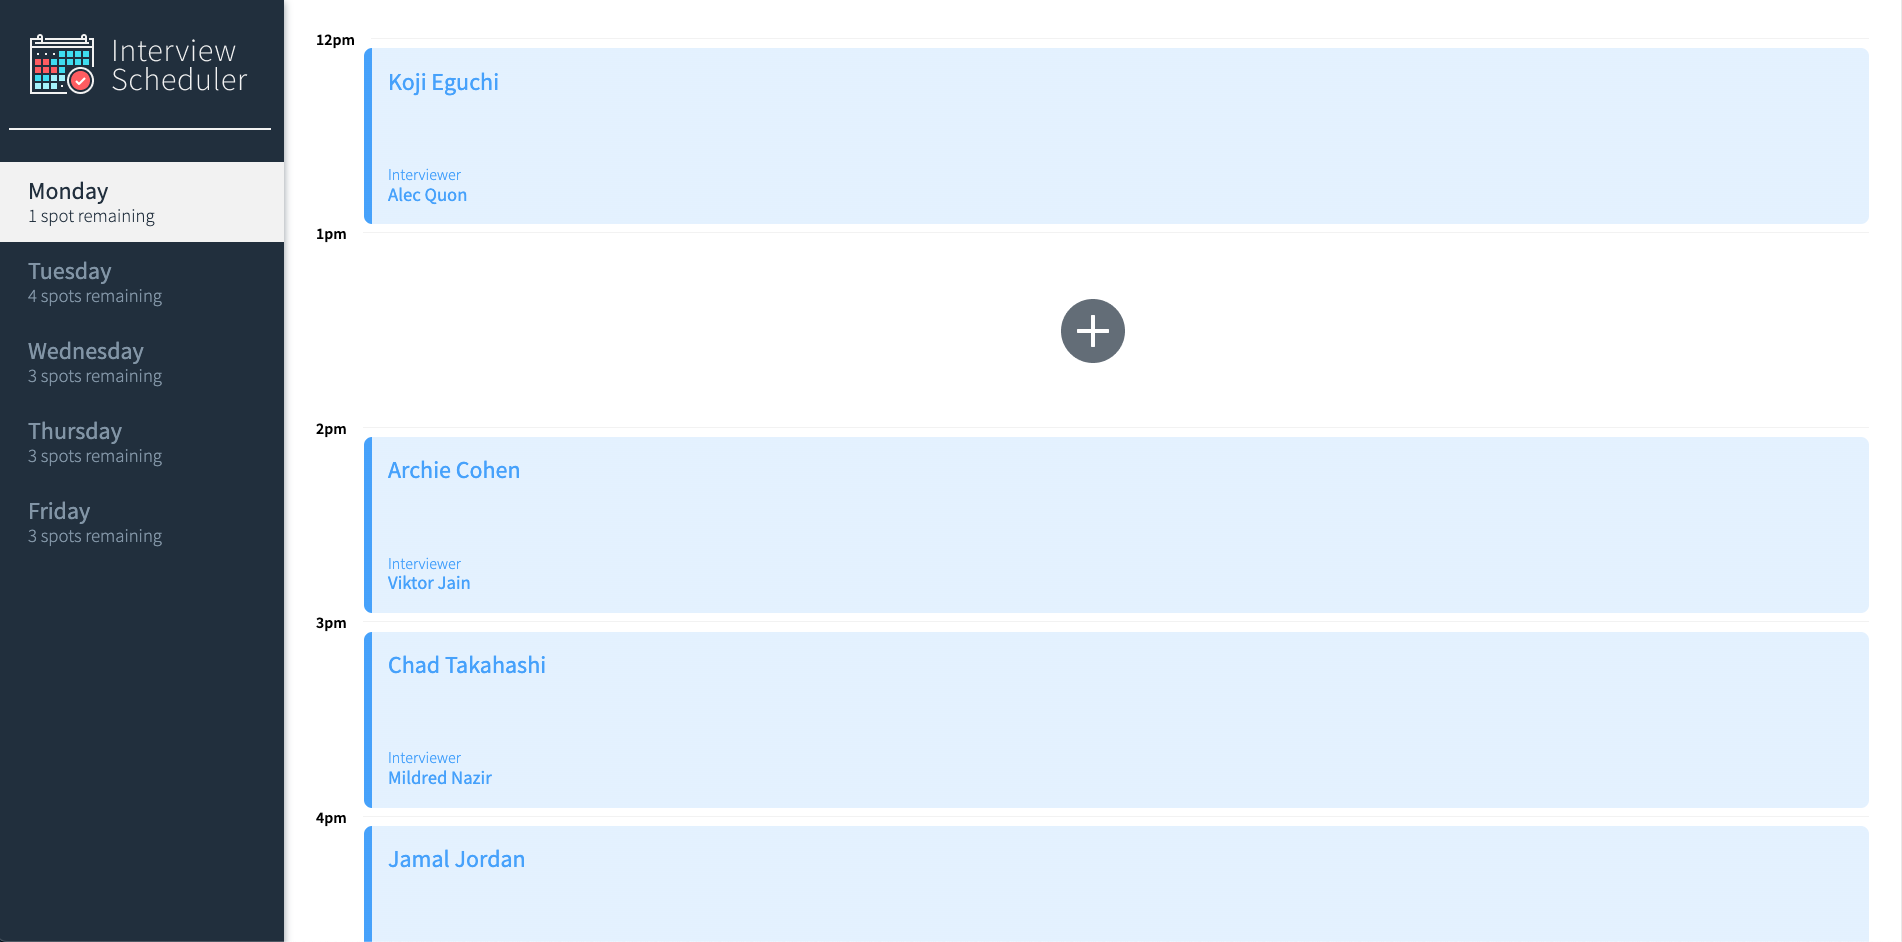 Interview
Scheduler
Monday
1 spot remaining
Tuesday
4 spots remaining
Wednesday
3 spots remaining
Thursday
3 spots remaining
Friday
3 spots remaining
12pm
Koji Eguchi
Interviewer
Alec Quon
1pm
2pm
Archie Cohen
Interviewer
Viktor Jain
3pm
Chad Takahashi
Interviewer
Mildred Nazir
4pm
Jamal Jordan